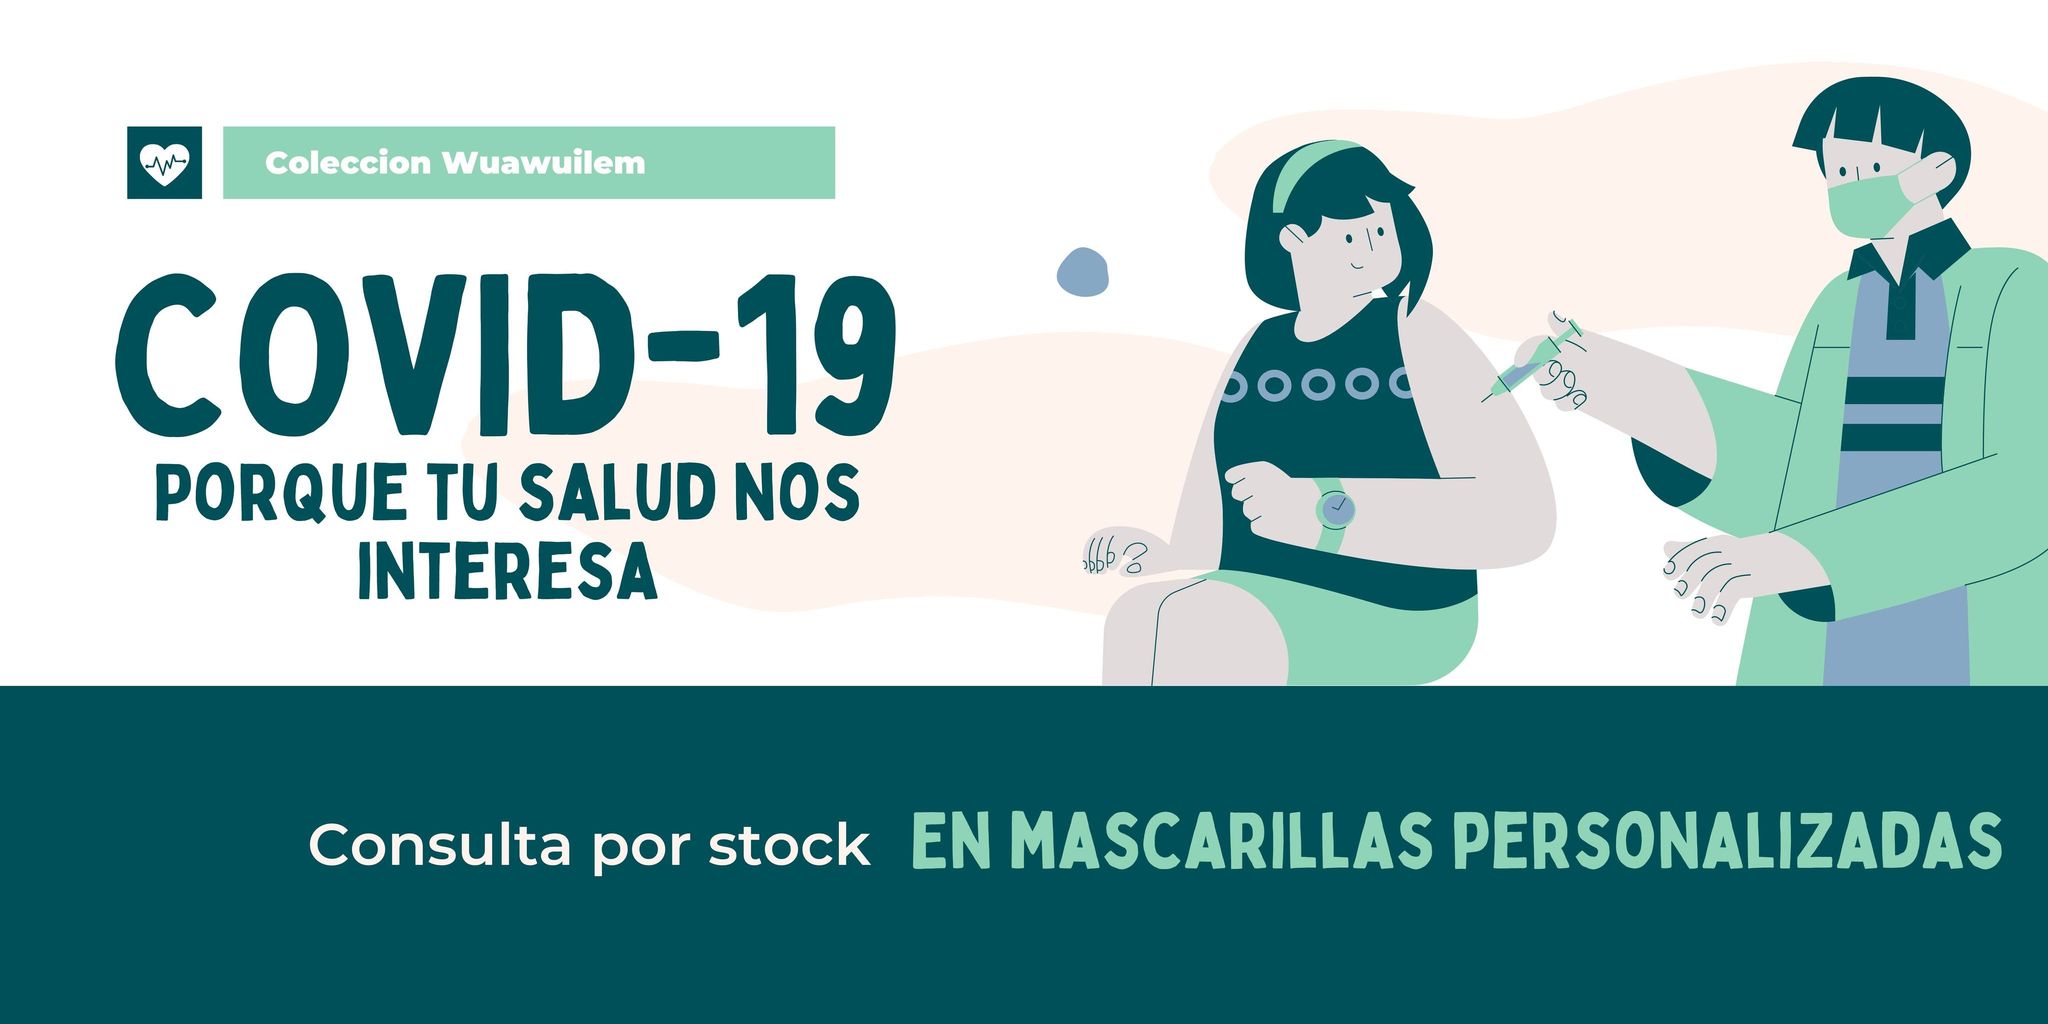 Coleccion Wuawuilem
COVID-19
PORQUE TU SALUD NOS
INTERESA
Consulta por stock EN MASCARILLAS PERSONALIZADAS